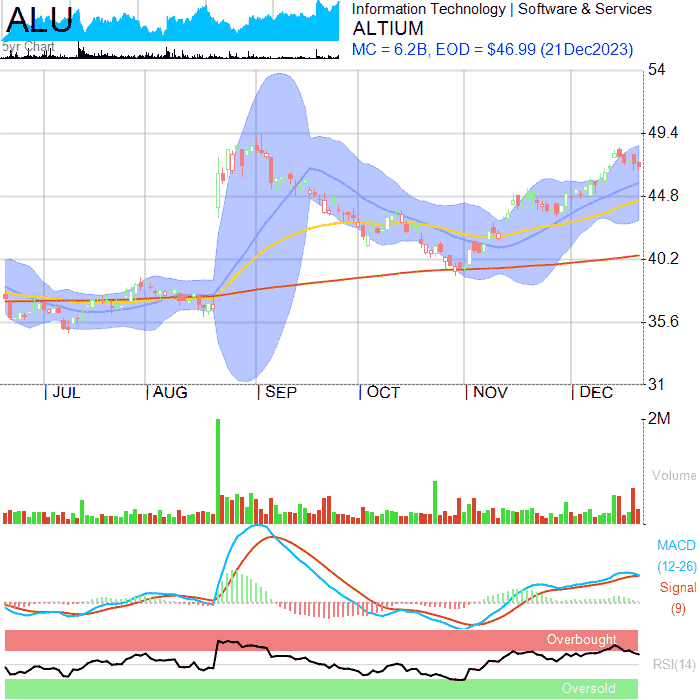 ALU
5yr Chart
Information Technology | Software & Services
ALTIUM
MC = 6.2B, EOD = $46.99 (21Dec2023)
54
49.4
44.8
40.2
35.6
31
JUL AUG SEP OCT NOV DEC
2M
Volume
MACD
(12-26)
Signal
(9)
Overbought
RSI(14)
Oversold